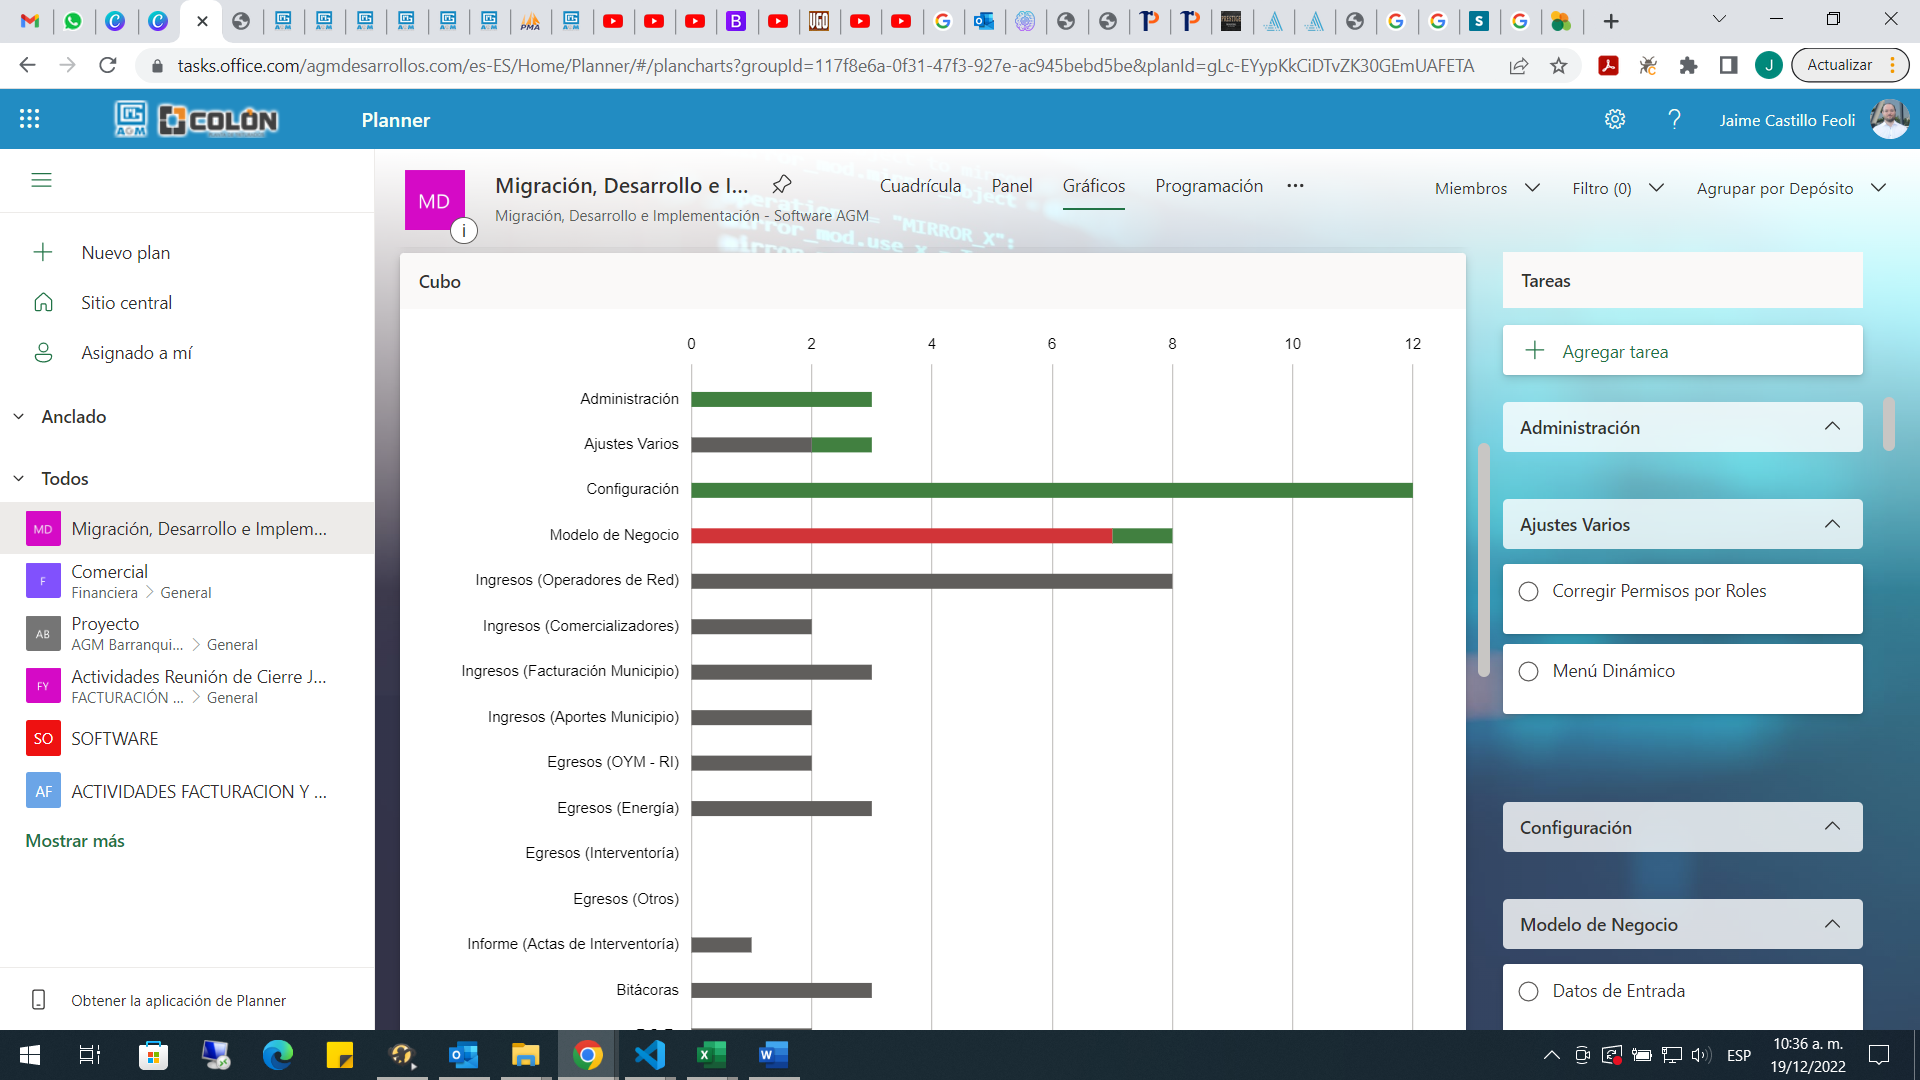 tasks.office.com/agmdesarrollos.com/es-ES/Home/Planner/#/plancharts?groupId=117f8e6a-0f31-47f3-927e-ac945bebd5be&planId=gLc-EYypKkCiDTvZK30GEmUAFETA
J
Actualizar
AGM
COLÓN
Planner
Jaime Castillo Feoli
MD
Migración, Desarrollo e I...
Migración, Desarrollo e Implementación - Software AGM
Cuadrícula
Panel
Gráficos
Programación
Miembros
Filtro (0)
Agrupar por Depósito
Nuevo plan
Sitio central
Asignado a mí
Anclado
Todos
MD Migración, Desarrollo e Implem...
F Comercial
Financiera > General
AB Proyecto
AGM Barranqui... > General
FY Actividades Reunión de Cierre J...
FACTURACIÓN ... > General
SO SOFTWARE
AF ACTIVIDADES FACTURACION Y ...
Mostrar más
Obtener la aplicación de Planner
Cubo
0 2 4 6 8 10 12
Administración
Ajustes Varios
Configuración
Modelo de Negocio
Ingresos (Operadores de Red)
Ingresos (Comercializadores)
Ingresos (Facturación Municipio)
Ingresos (Aportes Municipio)
Egresos (OYM - RI)
Egresos (Energía)
Egresos (Interventoría)
Egresos (Otros)
Informe (Actas de Interventoría)
Bitácoras
Tareas
Agregar tarea
Administración
Ajustes Varios
Corregir Permisos por Roles
Menú Dinámico
Configuración
Modelo de Negocio
Datos de Entrada
ESP
10:36 a. m.
19/12/2022